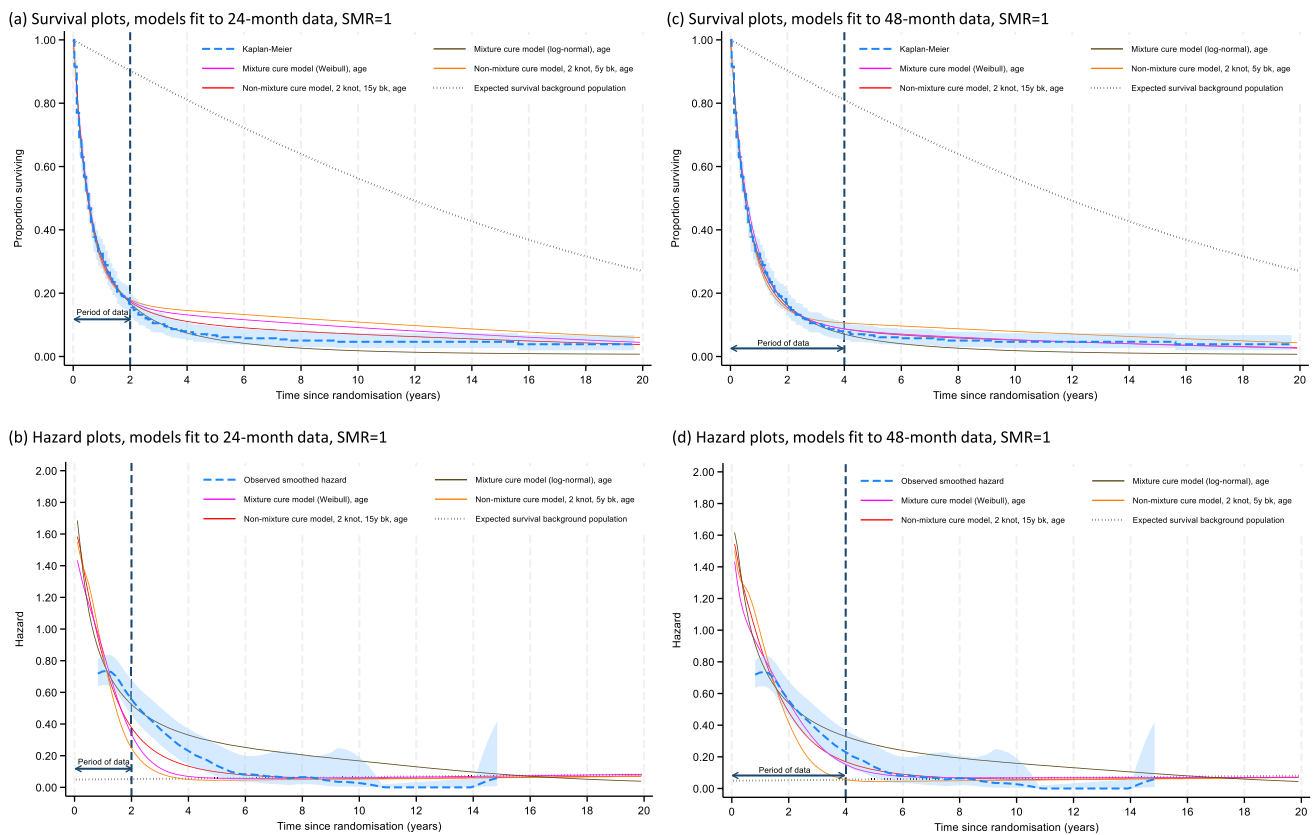 (a) Survival plots, models fit to 24-month data, SMR=1
1.00
0.80
0.60
0.40
0.20
0.00
Proportion surviving
Kaplan-Meier
Mixture cure model (Weibull), age
Non-mixture cure model, 2 knot, 15y bk, age
Mixture cure model (log-normal), age
Non-mixture cure model, 2 knot, 5y bk, age
Expected survival background population
Period of data
0 2 4 6 8 10 12 14 16 18 20
Time since randomisation (years)
(c) Survival plots, models fit to 48-month data, SMR=1
1.00
0.80
0.60
0.40
0.20
0.00
Proportion surviving
Kaplan-Meier
Mixture cure model (Weibull), age
Non-mixture cure model, 2 knot, 15y bk, age
Mixture cure model (log-normal), age
Non-mixture cure model, 2 knot, 5y bk, age
Expected survival background population
Period of data
0 2 4 6 8 10 12 14 16 18 20
Time since randomisation (years)
(b) Hazard plots, models fit to 24-month data, SMR=1
2.00
1.80
1.60
1.40
1.20
1.00
0.80
0.60
0.40
0.20
0.00
Hazard
Observed smoothed hazard
Mixture cure model (Weibull), age
Non-mixture cure model, 2 knot, 15y bk, age
Mixture cure model (log-normal), age
Non-mixture cure model, 2 knot, 5y bk, age
Expected survival background population
Period of data
0 2 4 6 8 10 12 14 16 18 20
Time since randomisation (years)
(d) Hazard plots, models fit to 48-month data, SMR=1
2.00
1.80
1.60
1.40
1.20
1.00
0.80
0.60
0.40
0.20
0.00
Hazard
Observed smoothed hazard
Mixture cure model (Weibull), age
Non-mixture cure model, 2 knot, 15y bk, age
Mixture cure model (log-normal), age
Non-mixture cure model, 2 knot, 5y bk, age
Expected survival background population
Period of data
0 2 4 6 8 10 12 14 16 18 20
Time since randomisation (years)